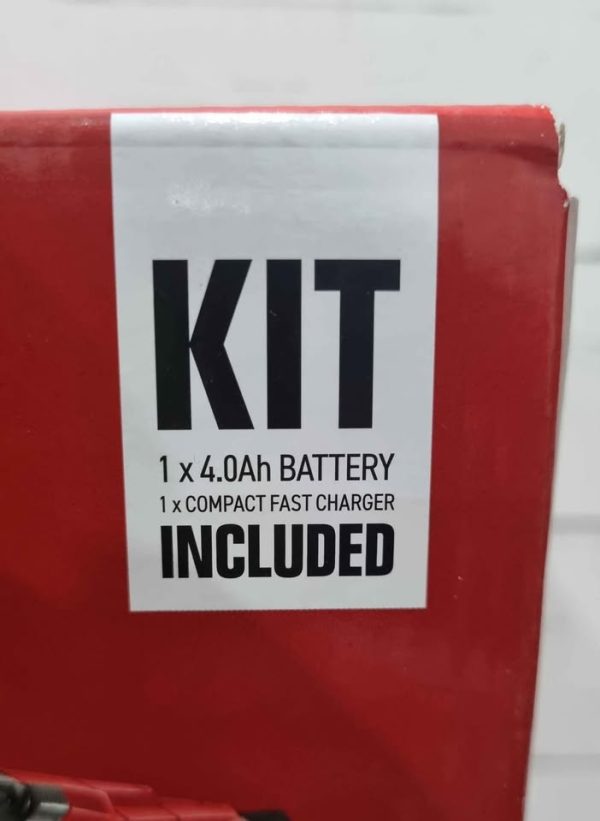 KIT
1 x 4.0Ah BATTERY
1 x COMPACT FAST CHARGER
INCLUDED